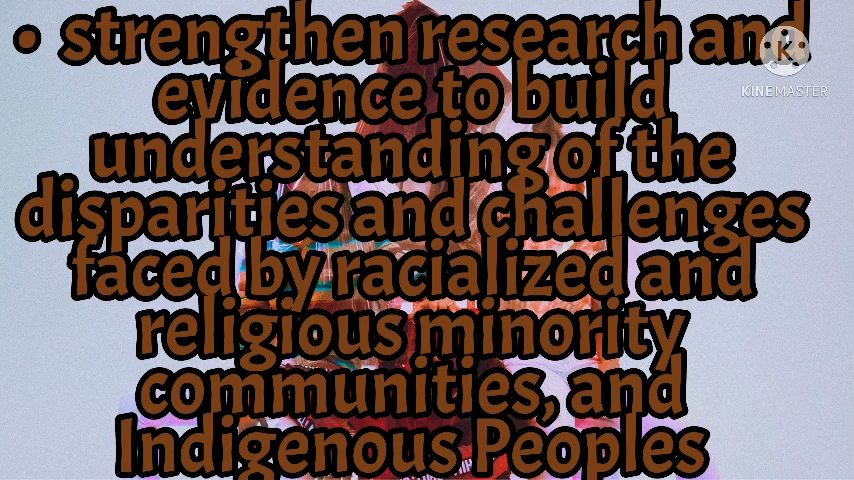 • strengthen research and
evidence to build
understanding of the
disparities and challenges
faced by racialized and
religious minority
communities, and
Indigenous Peoples
K
KINEMASTER